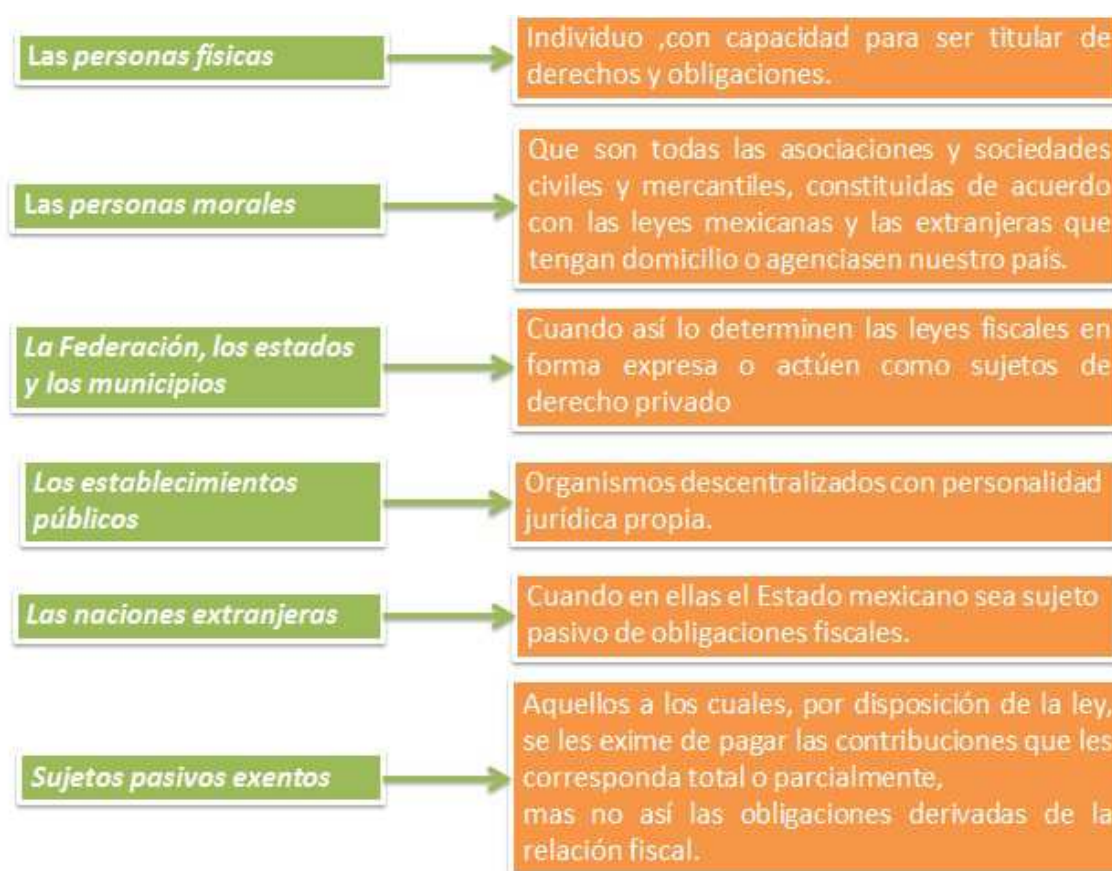 Las personas físicas
Individuo ,con capacidad para ser titular de
derechos y obligaciones.
Las personas morales
Que son todas las asociaciones y sociedades
civiles y mercantiles, constituidas de acuerdo
con las leyes mexicanas y las extranjeras que
tengan domicilio o agenciasen nuestro país.
La Federación, los estados
y los municipios
Cuando así lo determinen las leyes fiscales en
forma expresa o actúen como sujetos de
derecho privado
Los establecimientos
públicos
Organismos descentralizados con personalidad
jurídica propia.
Las naciones extranjeras
Cuando en ellas el Estado mexicano sea sujeto
pasivo de obligaciones fiscales.
Sujetos pasivos exentos
Aquellos a los cuales, por disposición de la ley,
se les exime de pagar las contribuciones que les
corresponda total o parcialmente,
mas no así las obligaciones derivadas de la
relación fiscal.